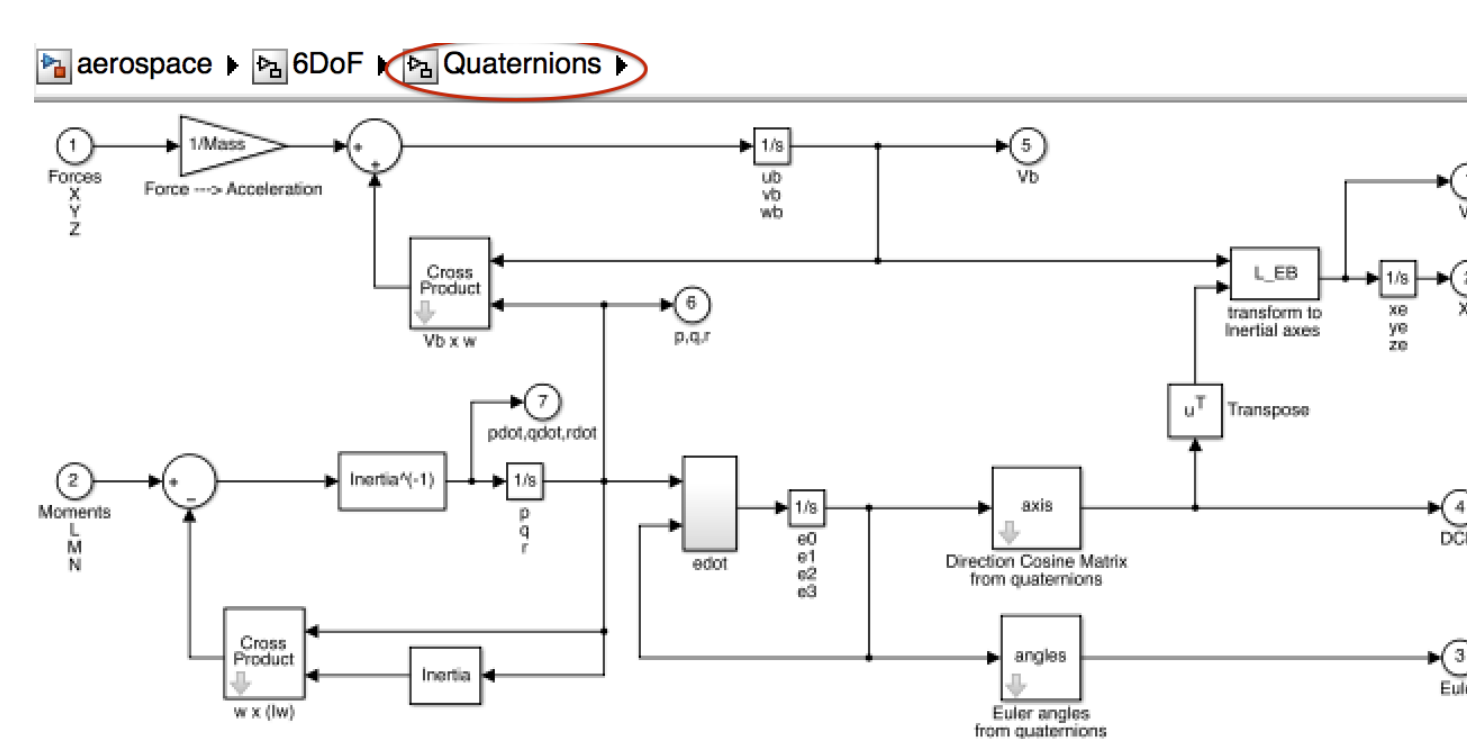 aerospace 6DoF Quaternions
1
Forces
X
Y
Z
1/Mass
Force ---> Acceleration
+
+
1/s
ub
vb
wb
5
Vb
Cross
Product
Vb x w
6
p,q,r
L_EB
transform to
Inertial axes
1/s
xe
ye
ze
X
7
pdot,qdot,rdot
u^T Transpose
2
Moments
L
M
N
+
−
Inertia^(-1)
1/s
p
q
r
edot
1/s
e0
e1
e2
e3
axis
Direction Cosine Matrix
from quaternions
4
Cross
Product
w x (Iw)
Inertia
angles
Euler angles
from quaternions
3